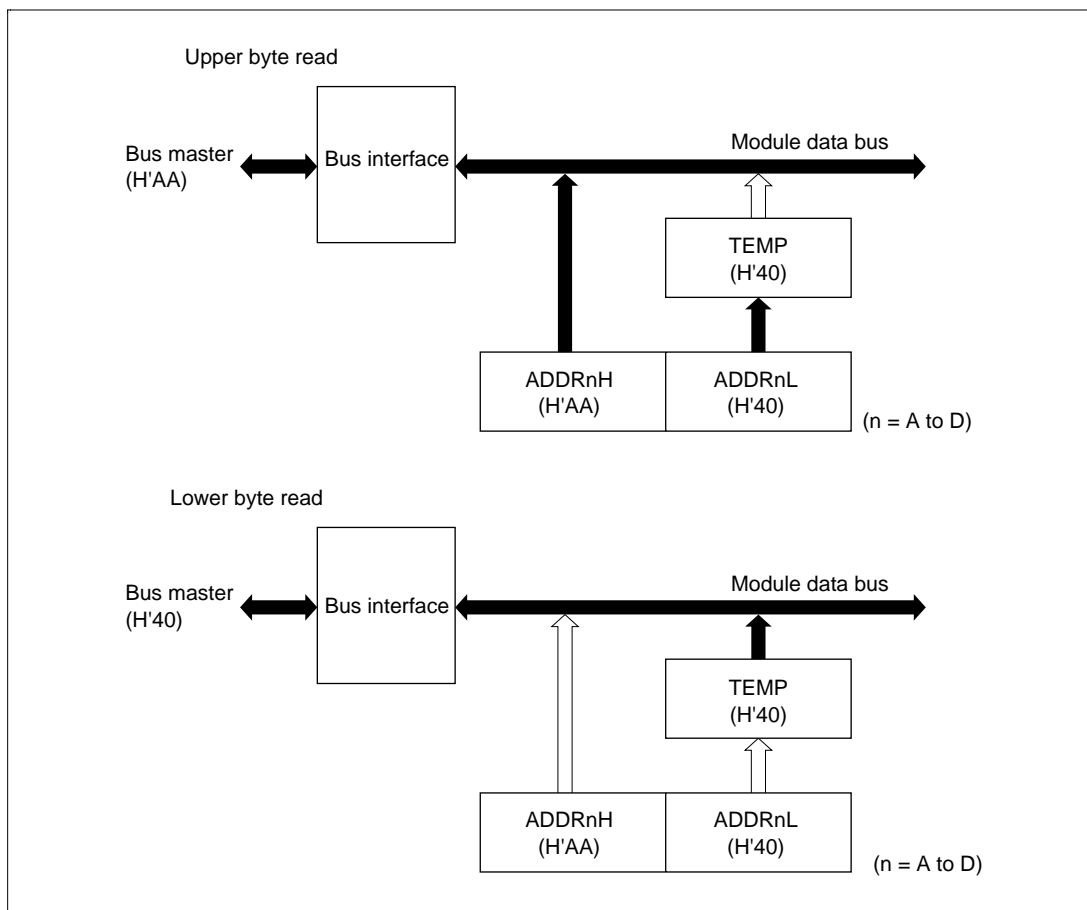 Upper byte read
Bus master
(H'AA)
Bus interface
Module data bus
TEMP
(H'40)
ADDRnH
(H'AA)
ADDRnL
(H'40)
(n = A to D)
Lower byte read
Bus master
(H'40)
Bus interface
Module data bus
TEMP
(H'40)
ADDRnH
(H'AA)
ADDRnL
(H'40)
(n = A to D)